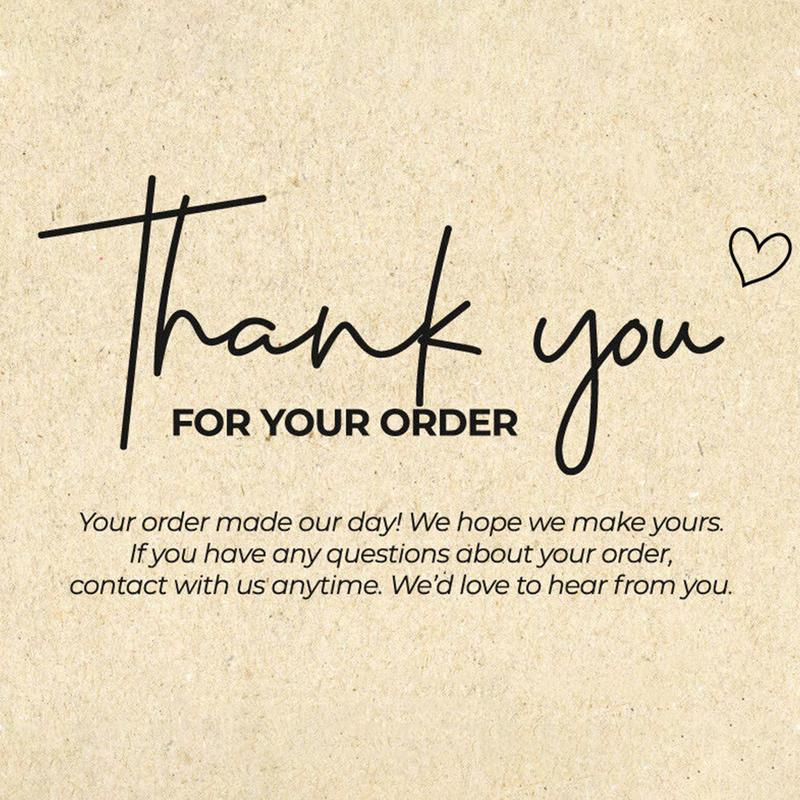 Thank you
FOR YOUR ORDER
Your order made our day! We hope we make yours.
If you have any questions about your order,
contact with us anytime. We'd love to hear from you.